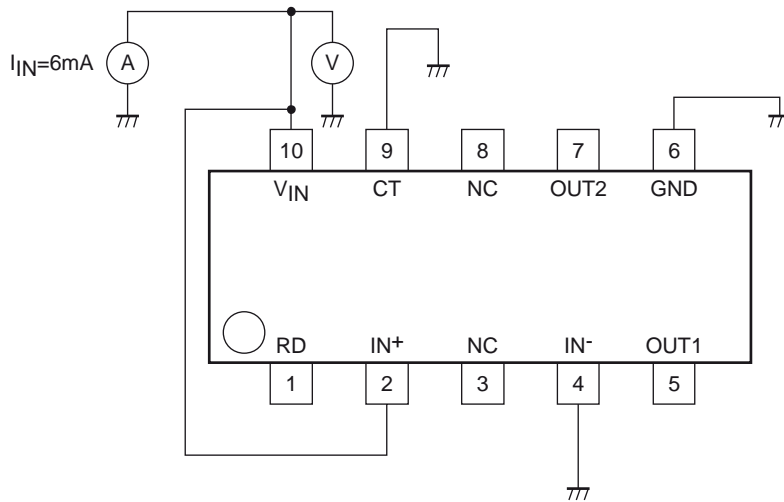 I_IN=6mA A V
10 9 8 7 6
V_IN CT NC OUT2 GND
RD IN+ NC IN- OUT1
1 2 3 4 5